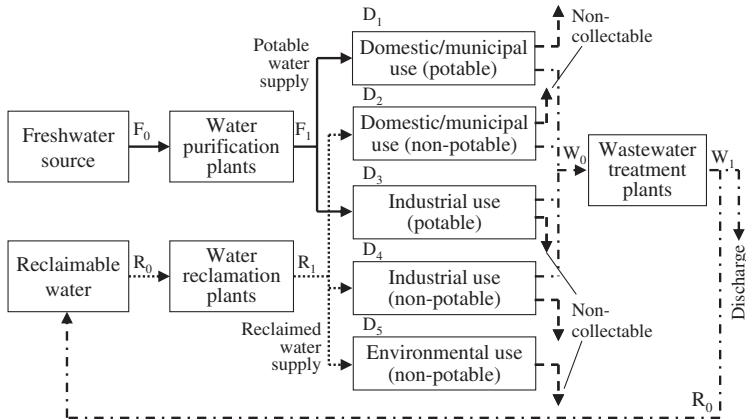 D1
Domestic/municipal
use (potable)
Non-
collectable
Potable
water
supply
D2
Domestic/municipal
use (non-potable)
Freshwater
source
F0
Water
purification
plants
F1
W0
Wastewater
treatment
plants
W1
D3
Industrial use
(potable)
Reclaimable
water
R0
Water
reclamation
plants
R1
D4
Industrial use
(non-potable)
Non-
collectable
Discharge
Reclaimed
water
supply
D5
Environmental use
(non-potable)
R0